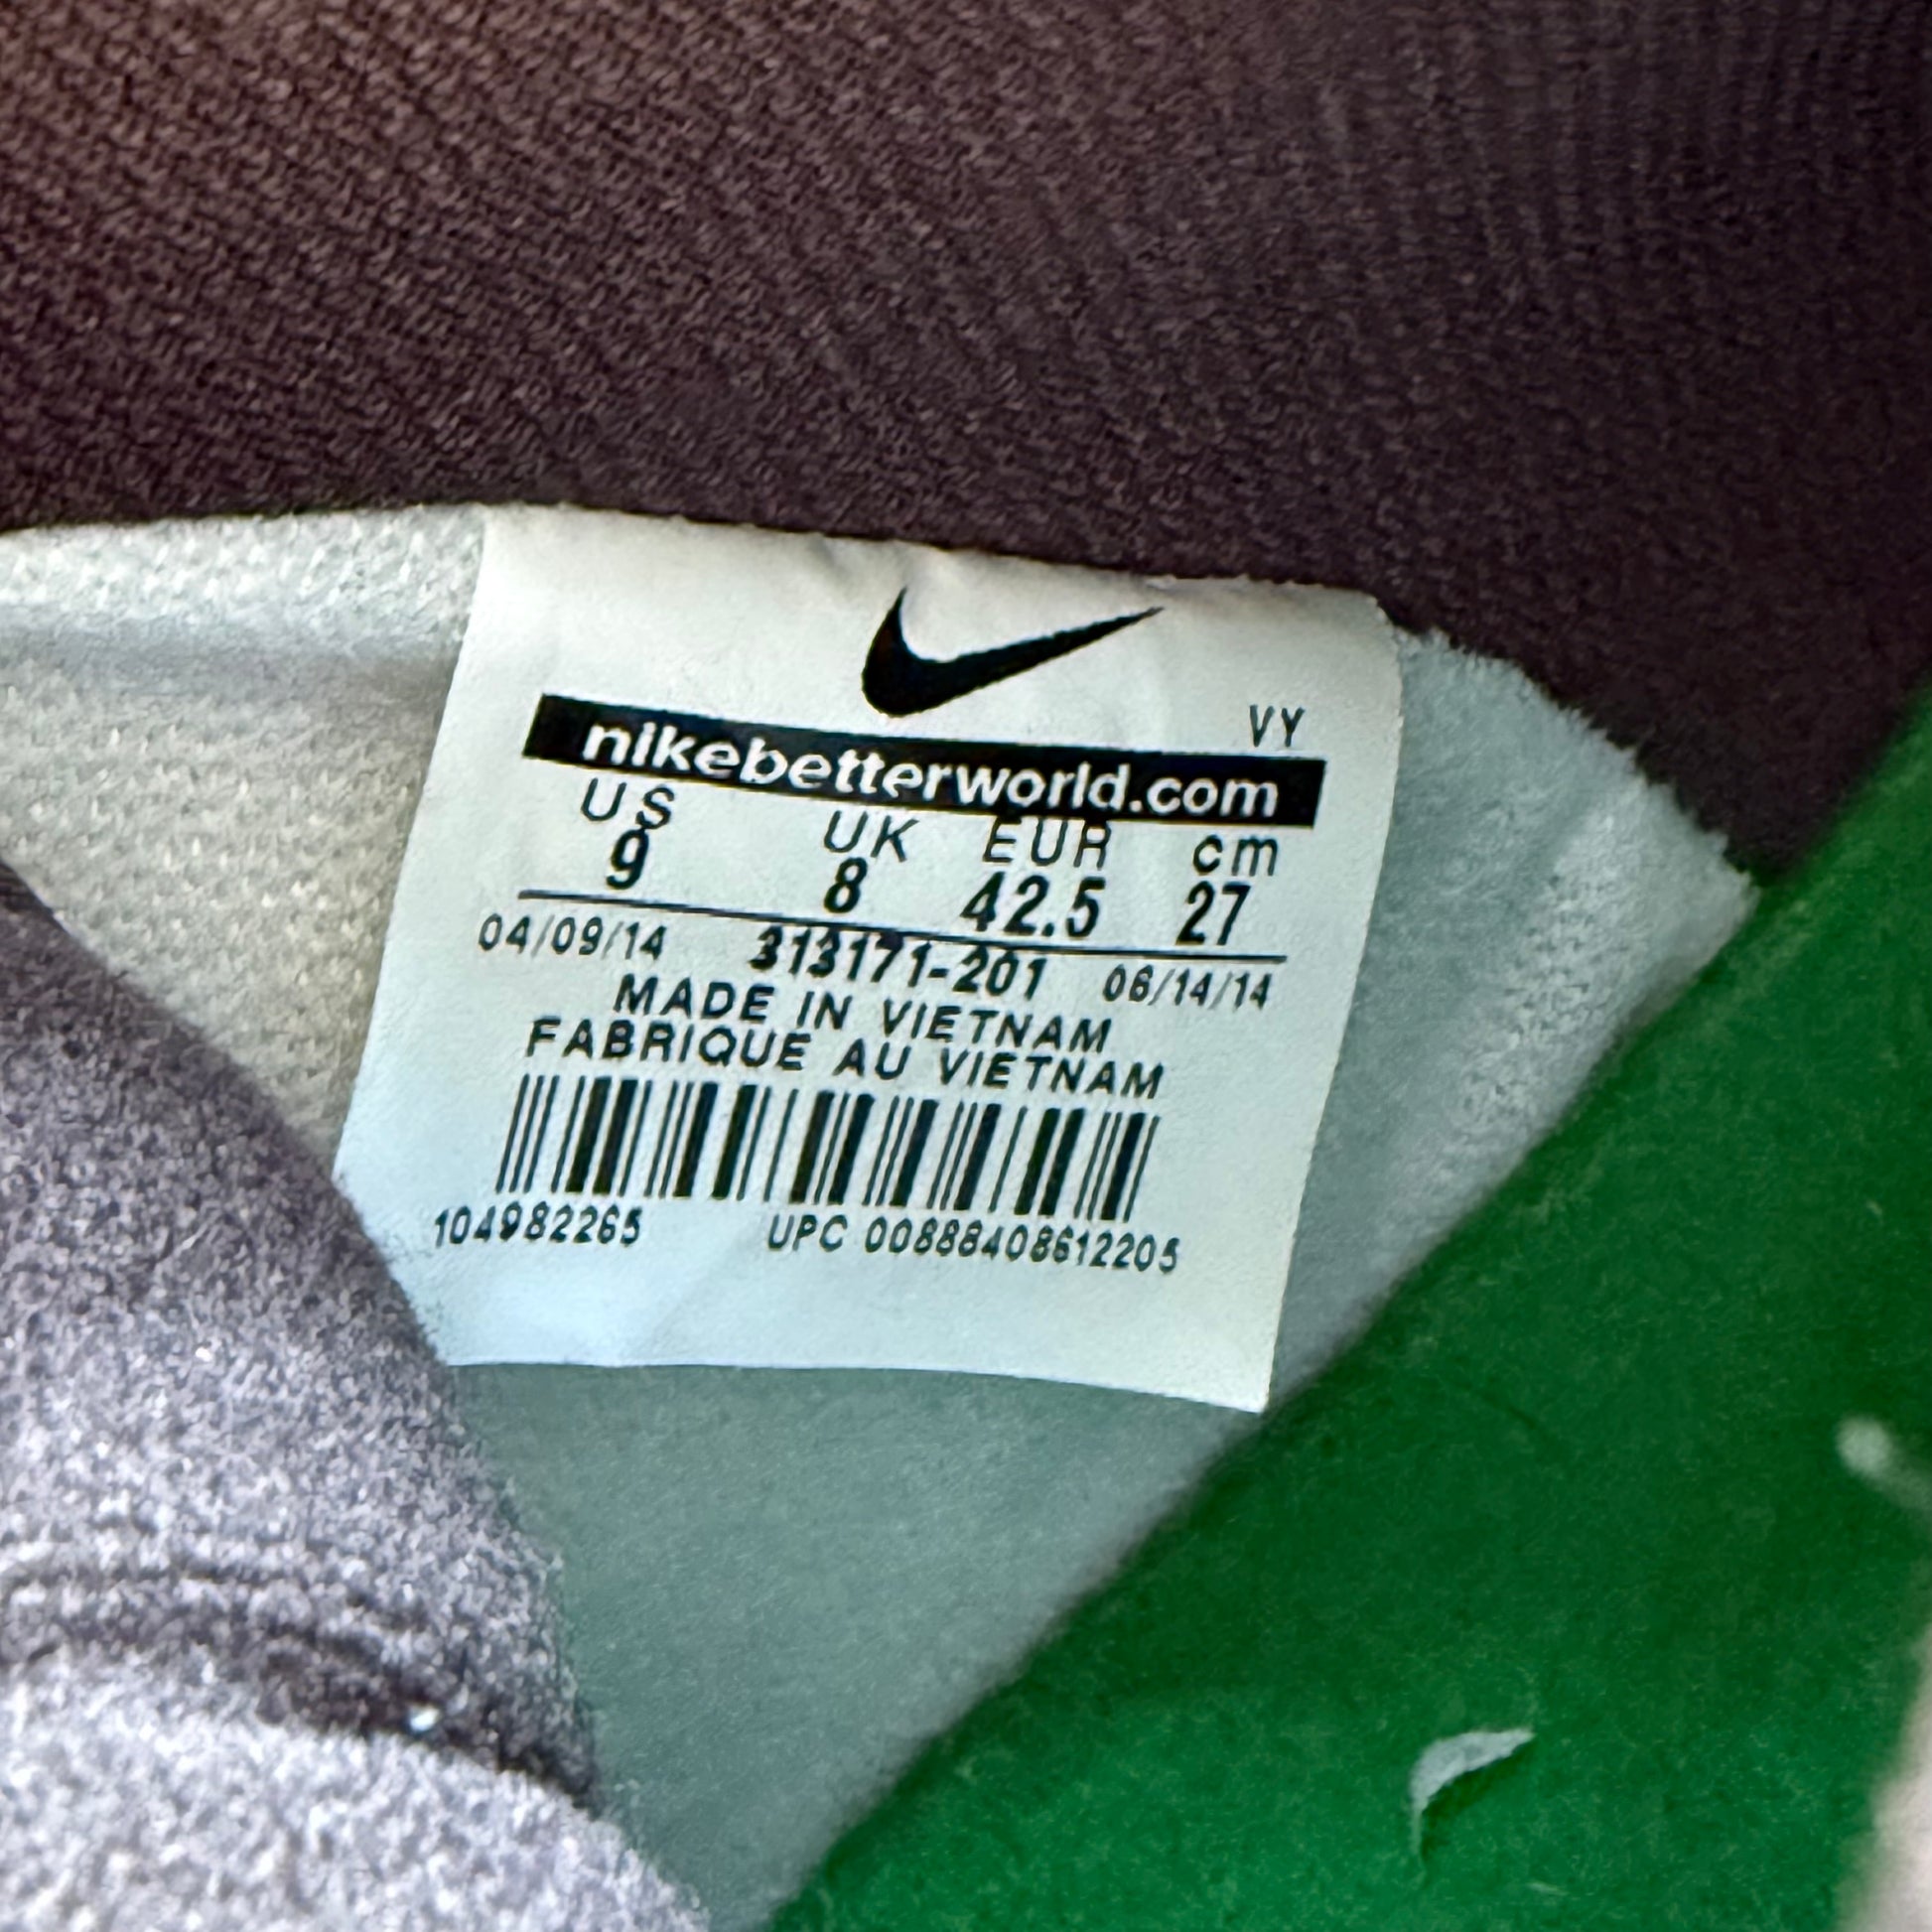 VY
nikebetterworld.com
US UK EUR cm
9 8 42.5 27
04/09/14 313171-201 06/14/14
MADE IN VIETNAM
FABRIQUE AU VIETNAM
104982265 UPC 00888408612205